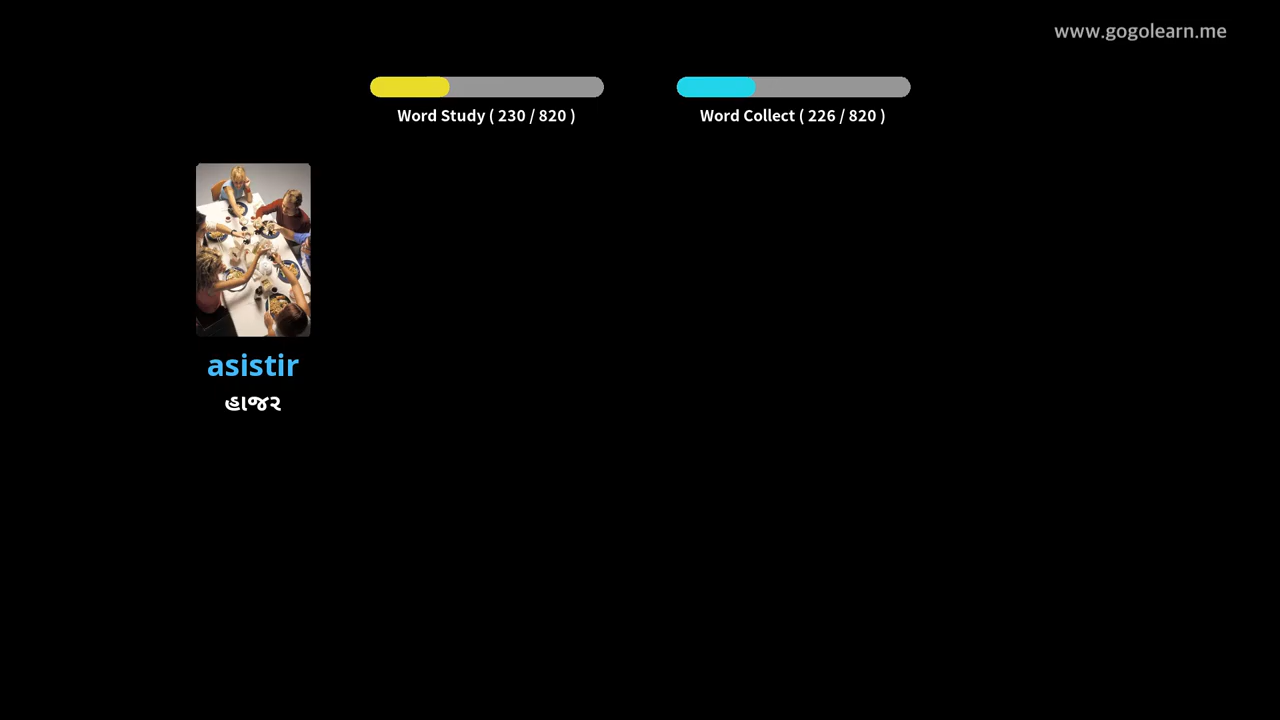 www.gogolearn.me
Word Study ( 230 / 820 )
Word Collect ( 226 / 820 )
asistir
હાજર